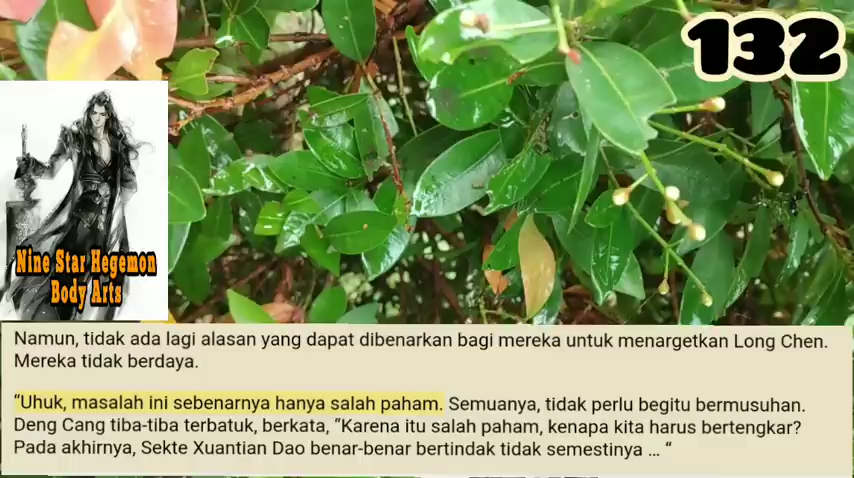 132
Nine Star Hegemon
Body Arts
Namun, tidak ada lagi alasan yang dapat dibenarkan bagi mereka untuk menargetkan Long Chen.
Mereka tidak berdaya.
“Uhuk, masalah ini sebenarnya hanya salah paham. Semuanya, tidak perlu begitu bermusuhan.
Deng Cang tiba-tiba terbatuk, berkata, “Karena itu salah paham, kenapa kita harus bertengkar?
Pada akhirnya, Sekte Xuantian Dao benar-benar bertindak tidak semestinya … “